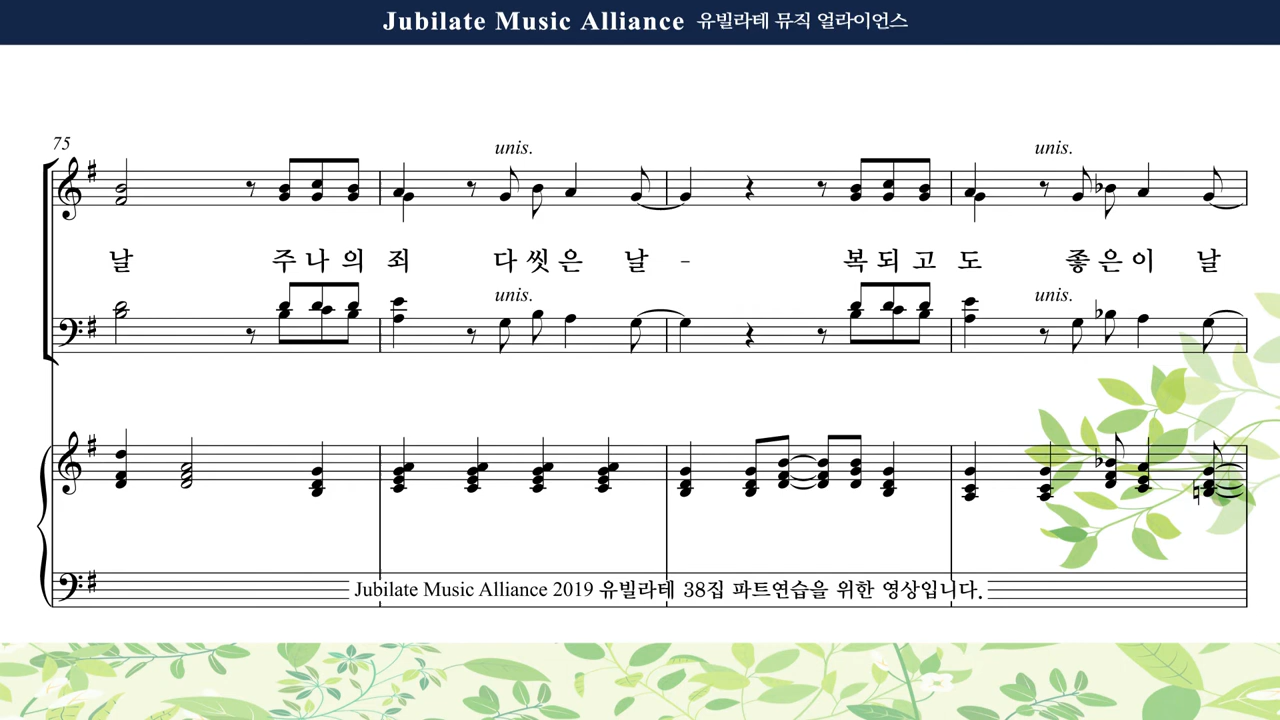 Jubilate Music Alliance 유빌라테 뮤직 얼라이언스
75
unis. unis.
날 주 나 의 죄 다 씻 은 날 - 복 되 고 도 좋 은 이 날
unis. unis.
Jubilate Music Alliance 2019 유빌라테 38집 파트연습을 위한 영상입니다.